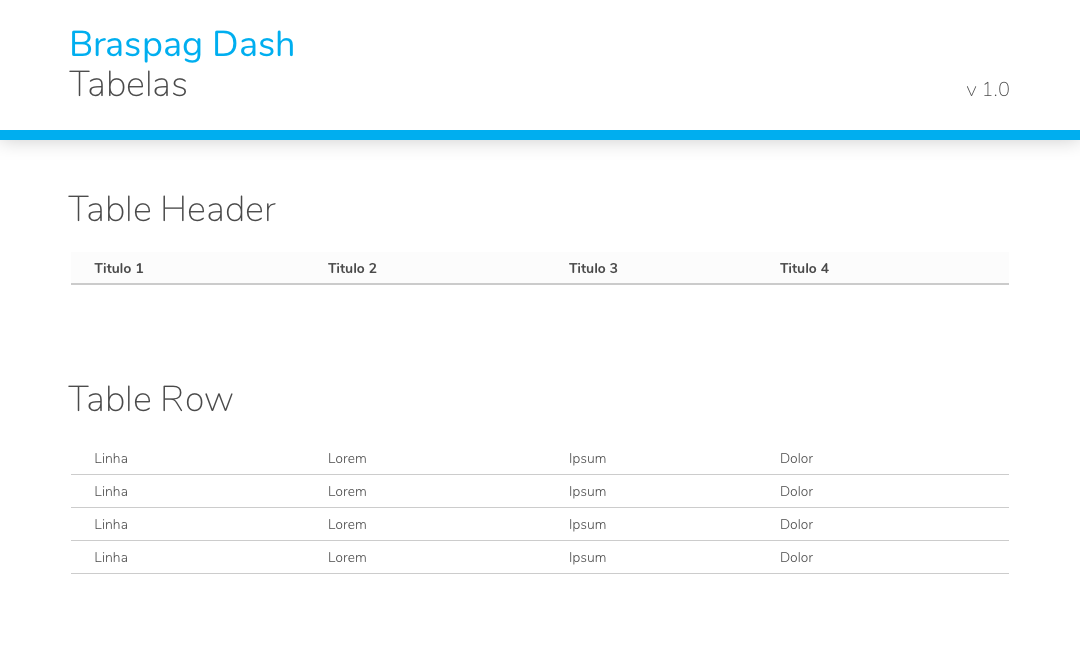 Braspag Dash
Tabelas
v 1.0
Table Header
Titulo 1 Titulo 2 Titulo 3 Titulo 4
Table Row
Linha Lorem Ipsum Dolor
Linha Lorem Ipsum Dolor
Linha Lorem Ipsum Dolor
Linha Lorem Ipsum Dolor